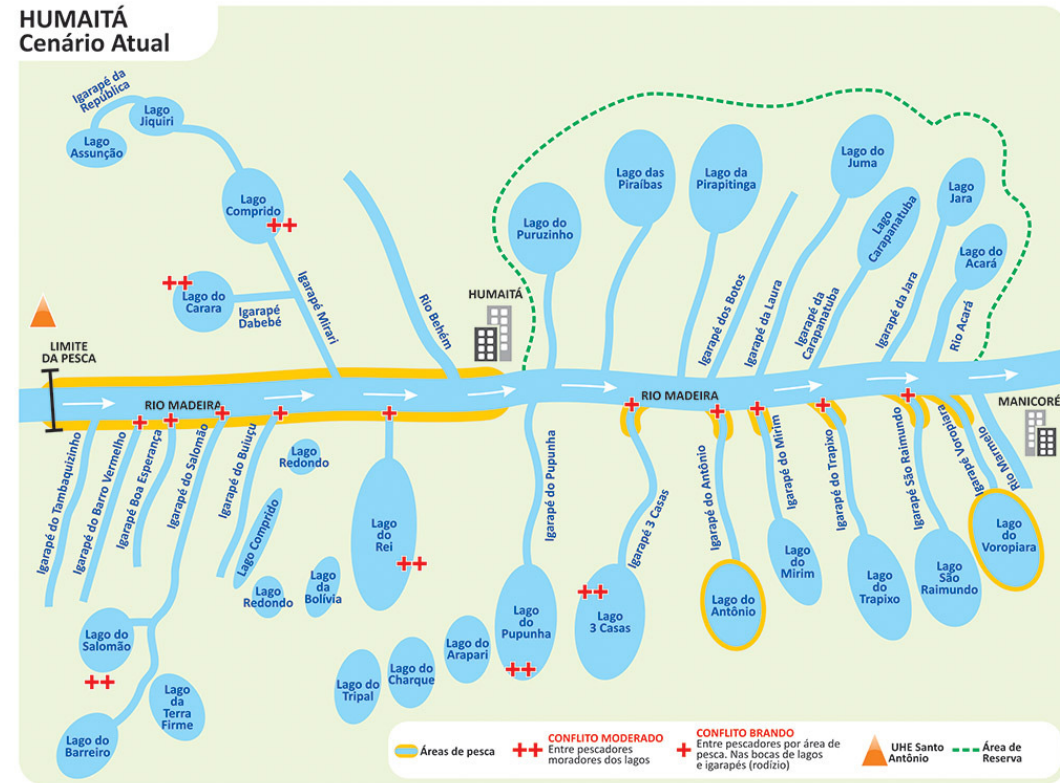 HUMAITÁ
Cenário Atual
Igarapé da
República
Lago
Jiquiri
Lago
Assunção
Lago
Comprido
Lago do
Carara
Igarapé
Dabebé
Igarapé Mirari
Rio Behém
HUMAITÁ
Lago do
Puruzinho
Lago das
Piraíbas
Lago da
Pirapitinga
Lago do
Juma
Lago
Carapanatuba
Lago
Jara
Lago do
Acará
Igarapé dos Botos
Igarapé da Laura
Igarapé da
Carapanatuba
Igarapé da Jara
Rio Acará
LIMITE
DA PESCA
RIO MADEIRA
RIO MADEIRA
MANICORÉ
Igarapé do Tambaquizinho
Igarapé do Barro Vermelho
Igarapé Boa Esperança
Igarapé do Salomão
Igarapé do Buiuçu
Lago
Redondo
Lago Comprido
Lago
Redondo
Lago
da
Bolívia
Lago
do
Rei
Igarapé do Pupunha
Igarapé 3 Casas
Igarapé do Antônio
Igarapé do Mirim
Igarapé do Trapixo
Igarapé São Raimundo
Igarapé Voropiara
Rio Marmelo
Lago do
Salomão
Lago
da
Terra
Firme
Lago do
Barreiro
Lago do
Tripal
Lago do
Charque
Lago do
Arapari
Lago
do
Pupunha
Lago
3 Casas
Lago do
Antônio
Lago
do
Mirim
Lago
do
Trapixo
Lago
São
Raimundo
Lago
do
Voropiara
Áreas de pesca
CONFLITO MODERADO
Entre pescadores
moradores dos lagos
CONFLITO BRANDO
Entre pescadores por área de
pesca. Nas bocas de lagos
e igarapés (rodízio)
UHE Santo
Antônio
Área de
Reserva